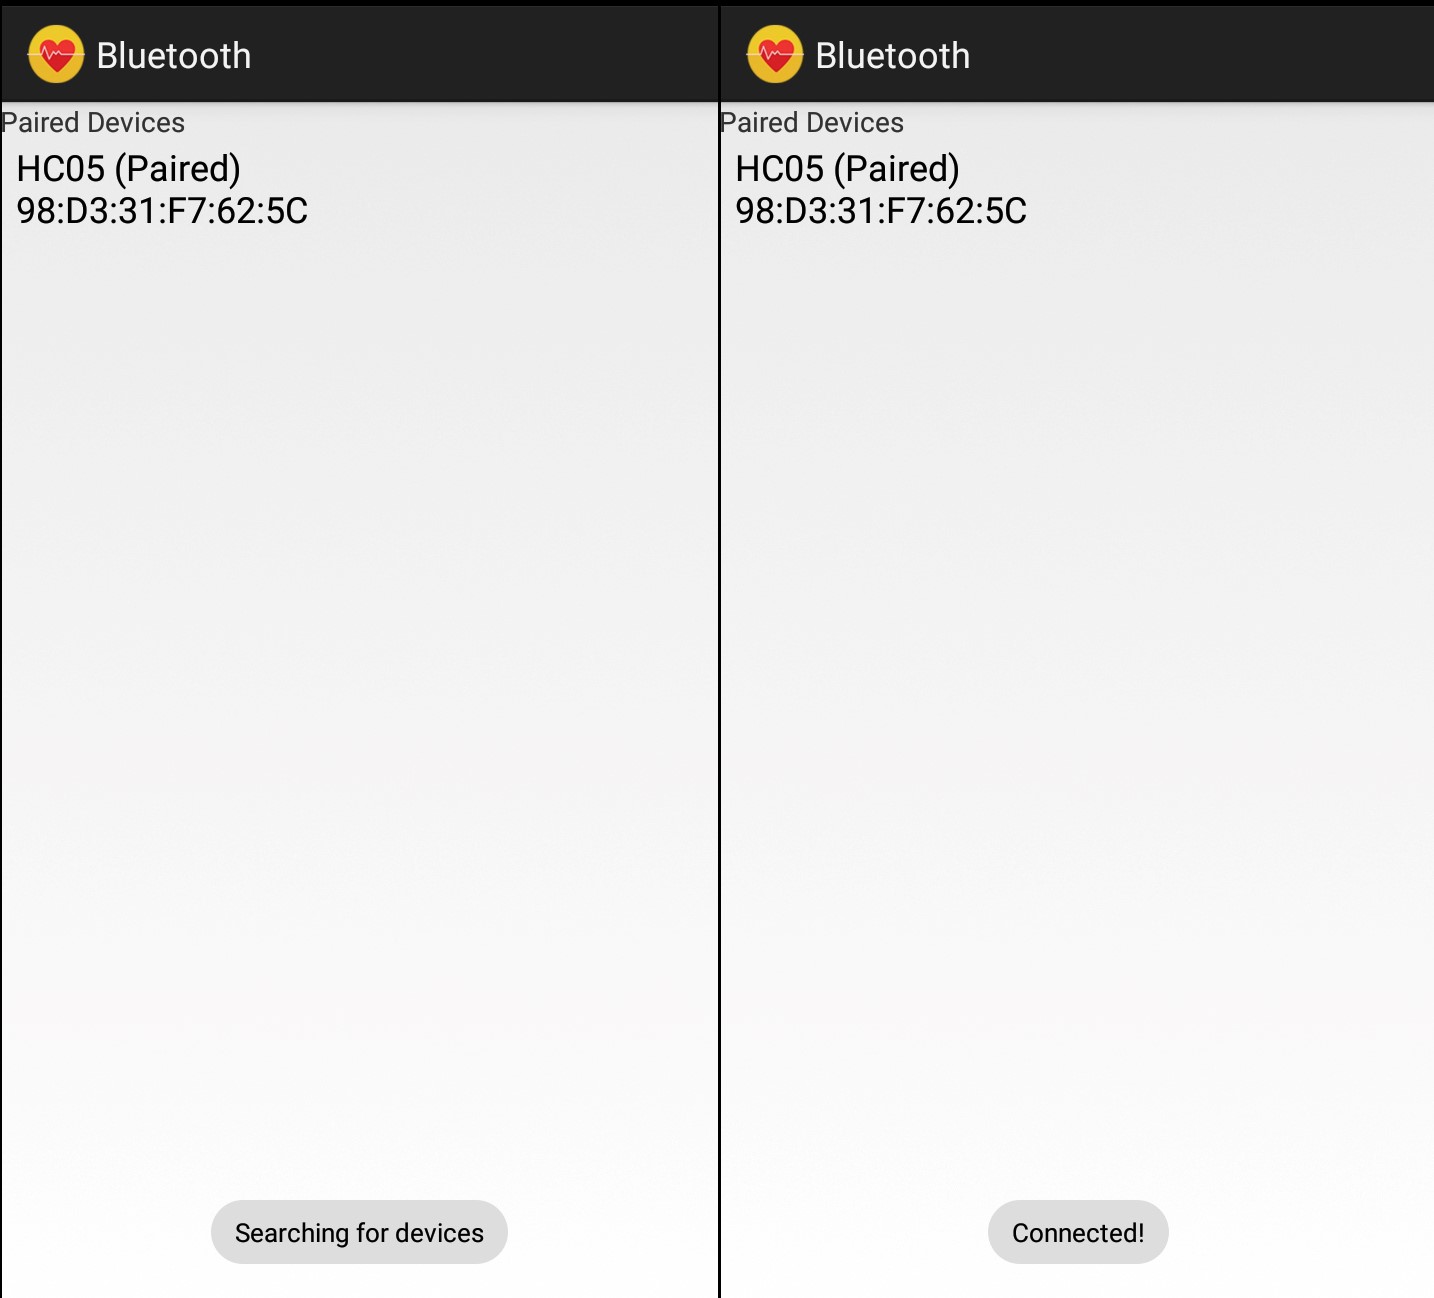 Bluetooth
Paired Devices
HC05 (Paired)
98:D3:31:F7:62:5C
Searching for devices
Bluetooth
Paired Devices
HC05 (Paired)
98:D3:31:F7:62:5C
Connected!